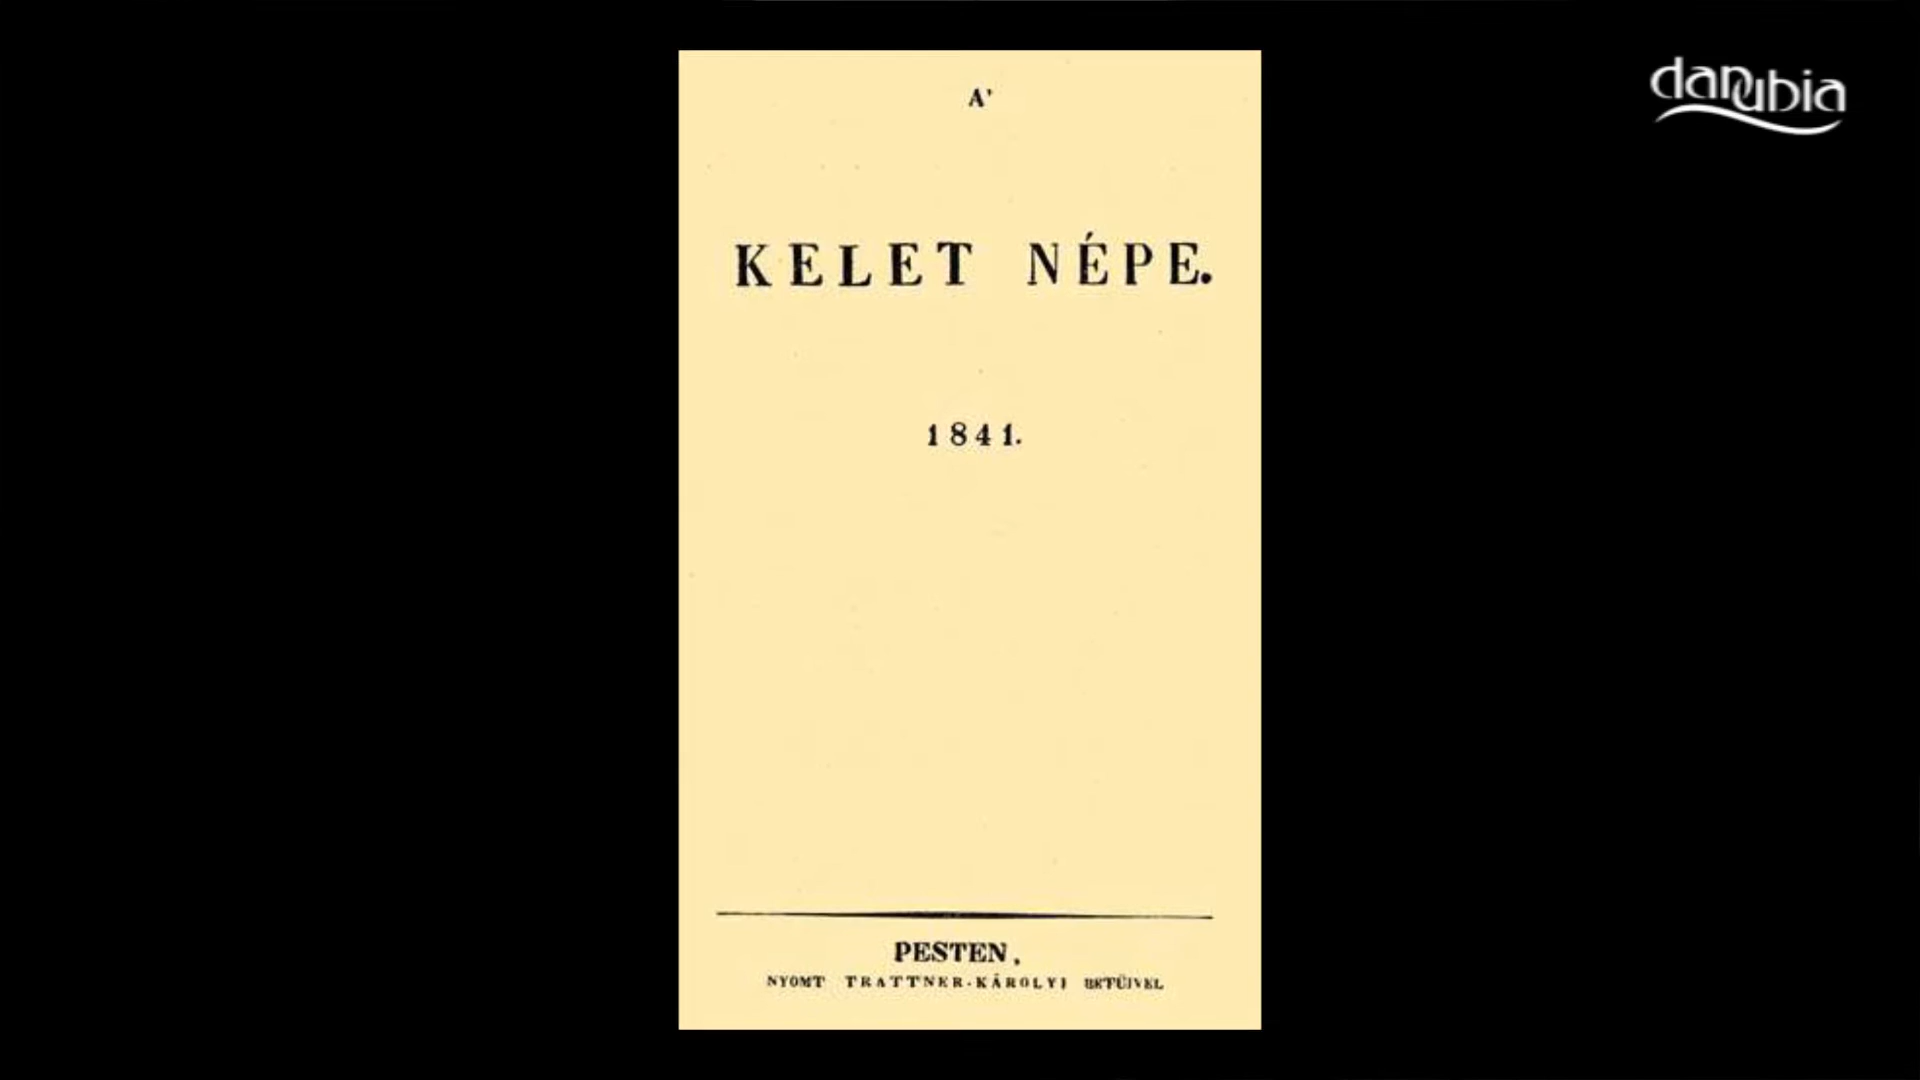 danubia
A'
KELET NÉPE.
1841.
PESTEN,
NYOMT TRATTNER-KÁROLYI BETŰIVEL